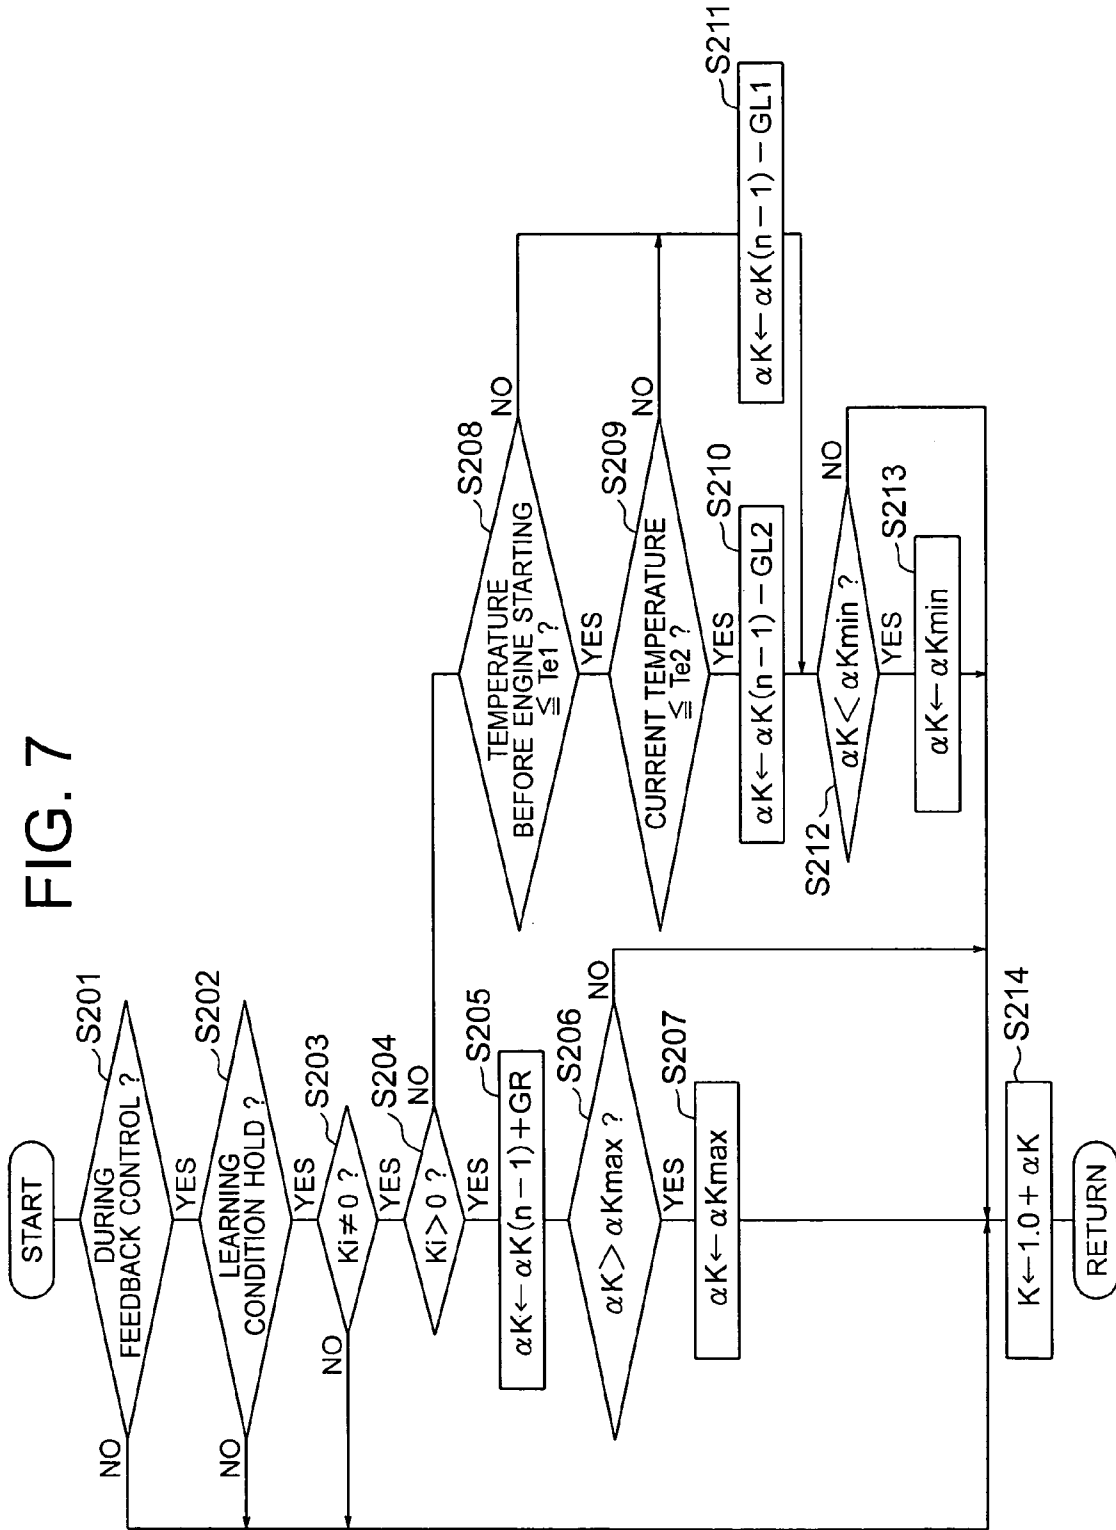 FIG. 7
START
S201
DURING
FEEDBACK CONTROL ?
NO
YES
S202
LEARNING
CONDITION HOLD ?
NO
YES
S203
Ki≠0 ?
NO
YES
S204
Ki>0 ?
NO
YES
S205
αK←αK(n−1)+GR
S206
αK>αKmax ?
NO
YES
S207
αK←αKmax
S208
TEMPERATURE
BEFORE ENGINE STARTING
≦Te1 ?
NO
YES
S209
CURRENT TEMPERATURE
≦Te2 ?
NO
YES
S210
αK←αK(n−1)−GL2
S211
αK←αK(n−1)−GL1
S212
αK<αKmin ?
NO
YES
S213
αK←αKmin
S214
K←1.0+αK
RETURN